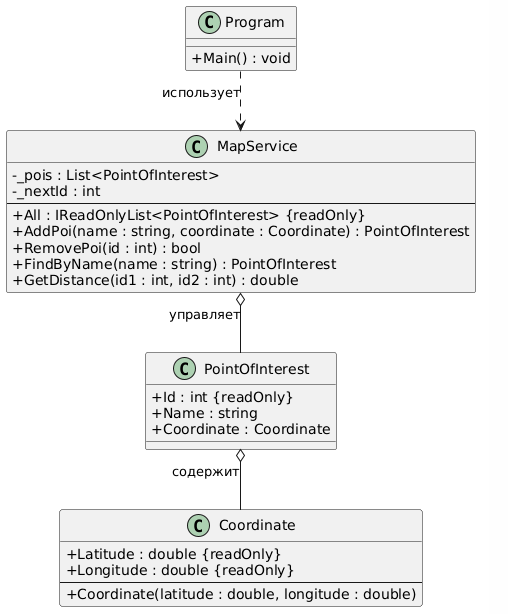 C Program
+Main() : void
использует
C MapService
-_pois : List<PointOfInterest>
-_nextId : int
+All : IReadOnlyList<PointOfInterest> {readOnly}
+AddPoi(name : string, coordinate : Coordinate) : PointOfInterest
+RemovePoi(id : int) : bool
+FindByName(name : string) : PointOfInterest
+GetDistance(id1 : int, id2 : int) : double
управляет
C PointOfInterest
+Id : int {readOnly}
+Name : string
+Coordinate : Coordinate
содержит
C Coordinate
+Latitude : double {readOnly}
+Longitude : double {readOnly}
+Coordinate(latitude : double, longitude : double)